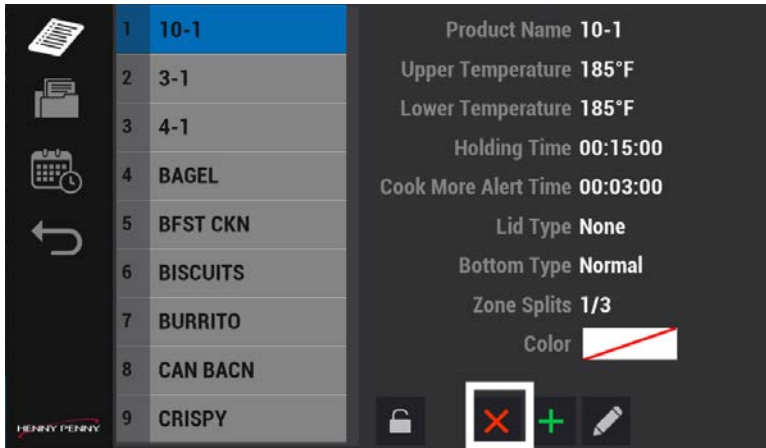 1 10-1
2 3-1
3 4-1
4 BAGEL
5 BFST CKN
6 BISCUITS
7 BURRITO
8 CAN BACN
9 CRISPY
HENNY PENNY
Product Name 10-1
Upper Temperature 185°F
Lower Temperature 185°F
Holding Time 00:15:00
Cook More Alert Time 00:03:00
Lid Type None
Bottom Type Normal
Zone Splits 1/3
Color